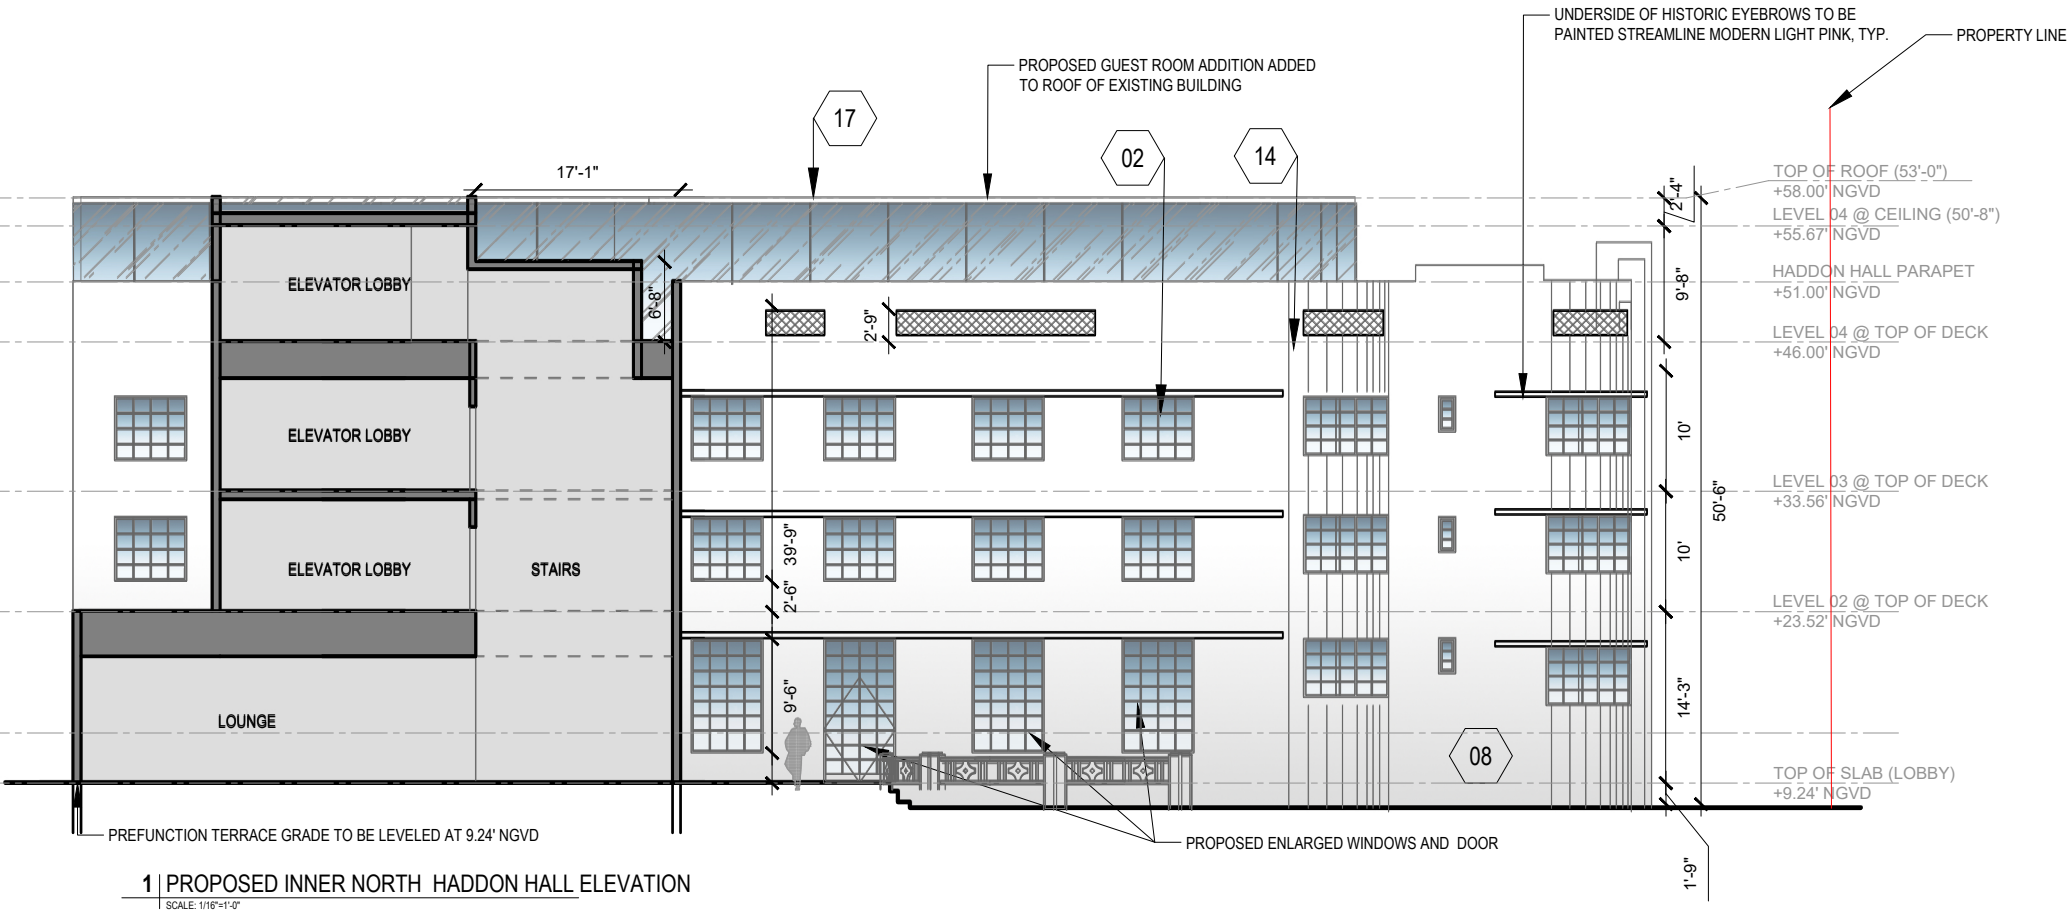 UNDERSIDE OF HISTORIC EYEBROWS TO BE
PAINTED STREAMLINE MODERN LIGHT PINK, TYP.
PROPERTY LINE
PROPOSED GUEST ROOM ADDITION ADDED
TO ROOF OF EXISTING BUILDING
17
02
14
17'-1"
TOP OF ROOF (53'-0")
+58.00' NGVD
2'-4"
LEVEL 04 @ CEILING (50'-8")
+55.67' NGVD
ELEVATOR LOBBY
6'-8"
2'-9"
9'-8"
HADDON HALL PARAPET
+51.00' NGVD
LEVEL 04 @ TOP OF DECK
+46.00' NGVD
ELEVATOR LOBBY
10'
LEVEL 03 @ TOP OF DECK
+33.56' NGVD
50'-6"
ELEVATOR LOBBY
STAIRS
39'-9"
10'
2'-6"
LEVEL 02 @ TOP OF DECK
+23.52' NGVD
LOUNGE
9'-6"
14'-3"
08
TOP OF SLAB (LOBBY)
+9.24' NGVD
PREFUNCTION TERRACE GRADE TO BE LEVELED AT 9.24' NGVD
PROPOSED ENLARGED WINDOWS AND DOOR
1'-9"
1 PROPOSED INNER NORTH HADDON HALL ELEVATION
SCALE: 1/16"=1'-0"